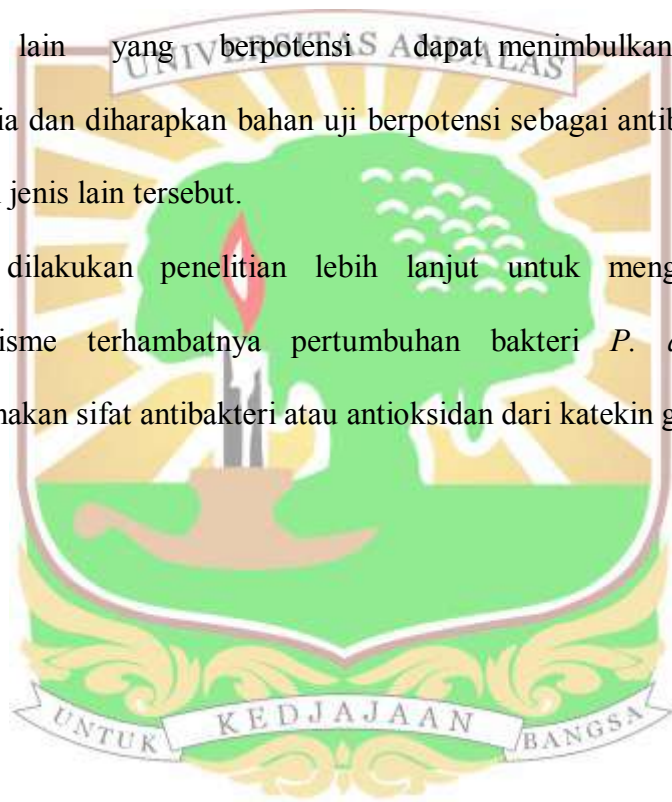 lain yang berpotensi dapat menimbulkan
UNIVERSITAS ANDALAS
ia dan diharapkan bahan uji berpotensi sebagai antib
jenis lain tersebut.
dilakukan penelitian lebih lanjut untuk meng
isme terhambatnya pertumbuhan bakteri P.
nakan sifat antibakteri atau antioksidan dari katekin g
UNTUK KEDJAJAAN BANGSA